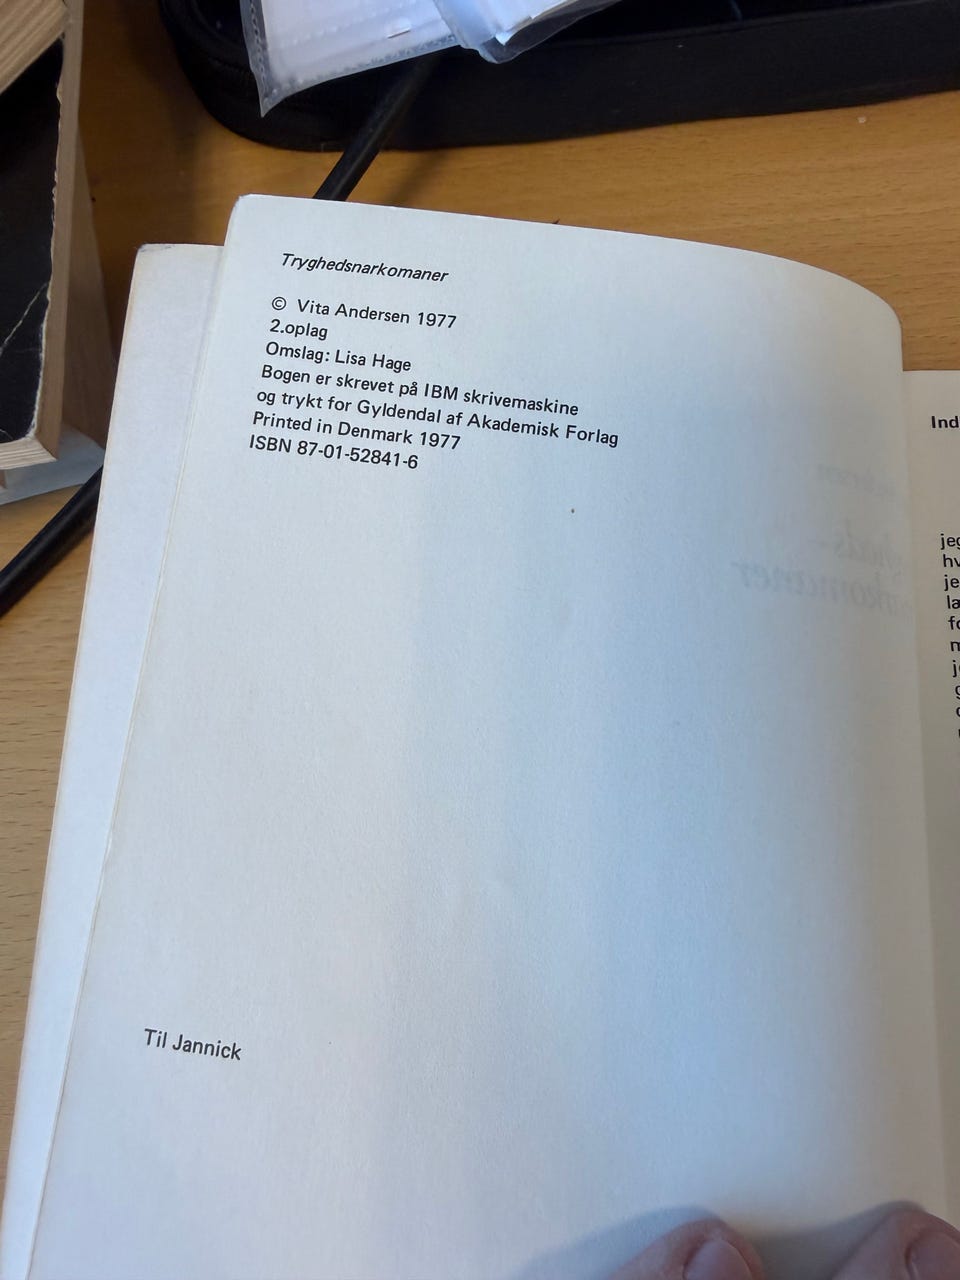 Tryghedsnarkomaner
© Vita Andersen 1977
2.oplag
Omslag: Lisa Hage
Bogen er skrevet på IBM skrivemaskine
og trykt for Gyldendal af Akademisk Forlag
Printed in Denmark 1977
ISBN 87-01-52841-6
Til Jannick